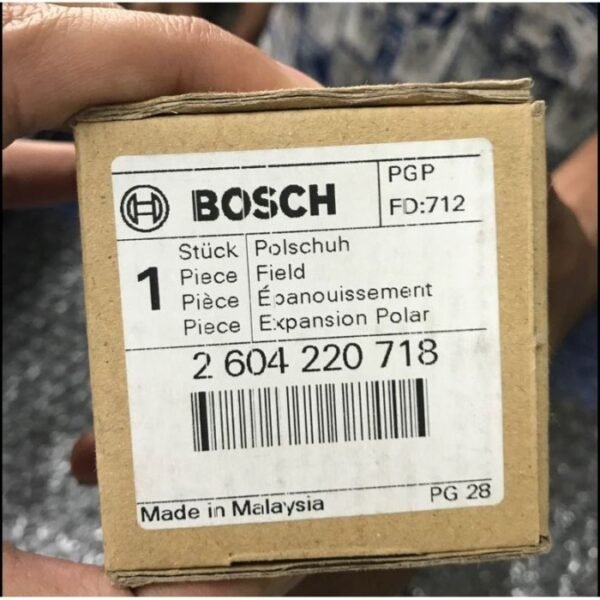 BOSCH
PGP
FD:712
1
Stück Polschuh
Piece Field
Pièce Épanouissement
Piece Expansion Polar
2 604 220 718
Made in Malaysia
PG 28